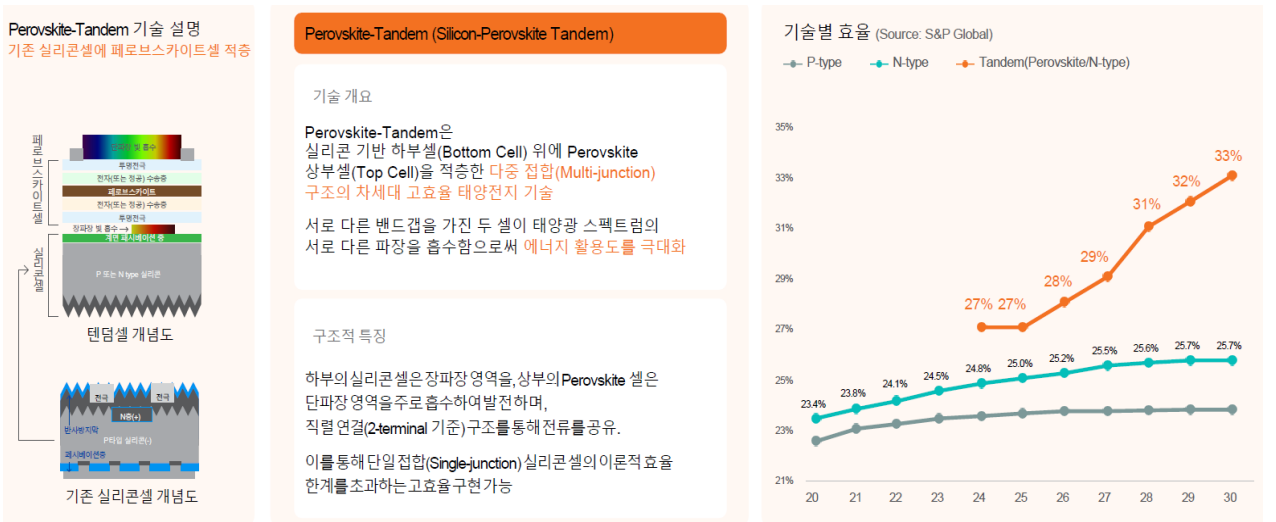 Perovskite-Tandem 기술 설명
기존 실리콘셀에 페로브스카이트셀 적층
페로브스카이트셀
단파장 빛 흡수
투명전극
전자(또는 정공) 수송층
페로브스카이트
전자(또는 정공) 수송층
투명전극
장파장 빛 흡수 →
계면 패시베이션 층
실리콘셀
P 또는 N type 실리콘
텐덤셀 개념도
전극
전극
N층(+)
반사방지막
P타입 실리콘(-)
패시베이션층
기존 실리콘셀 개념도
Perovskite-Tandem (Silicon-Perovskite Tandem)
기술 개요
Perovskite-Tandem은
실리콘 기반 하부셀(Bottom Cell) 위에 Perovskite
상부셀(Top Cell)을 적층한 다중 접합(Multi-junction)
구조의 차세대 고효율 태양전지 기술
서로 다른 밴드갭을 가진 두 셀이 태양광 스펙트럼의
서로 다른 파장을 흡수함으로써 에너지 활용도를 극대화
구조적 특징
하부의 실리콘셀은 장파장 영역을, 상부의 Perovskite 셀은
단파장 영역을 주로 흡수하여 발전하며,
직렬 연결(2-terminal 기준) 구조를 통해 전류를 공유.
이를 통해 단일 접합(Single-junction) 실리콘 셀의 이론적 효율
한계를 초과하는 고효율 구현 가능
기술별 효율 (Source: S&P Global)
P-type N-type Tandem(Perovskite/N-type)
35%
33%
31%
29%
27%
25%
23%
21%
27% 27% 28% 29% 31% 32% 33%
23.4% 23.8% 24.1% 24.5% 24.8% 25.0% 25.2% 25.5% 25.6% 25.7% 25.7%
20 21 22 23 24 25 26 27 28 29 30